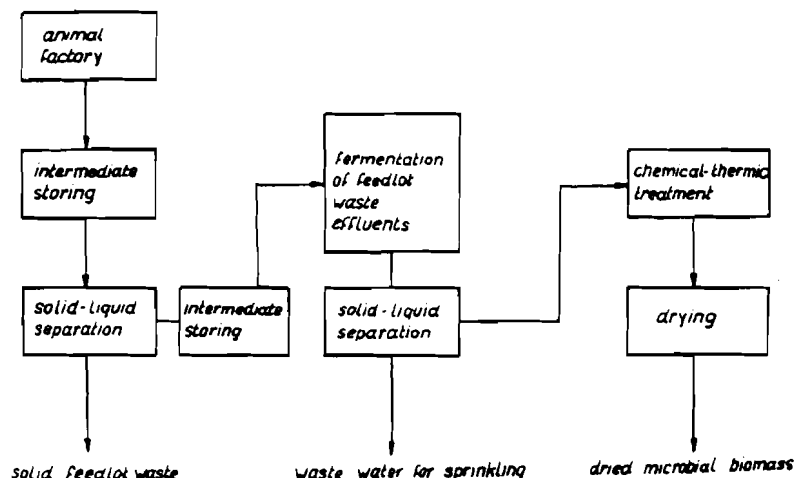 animal
factory
intermediate
storing
solid-liquid
separation
solid feedlot waste
intermediate
storing
fermentation
of feedlot
waste
effluents
solid-liquid
separation
waste water for sprinkling
chemical-thermic
treatment
drying
dried microbial biomass